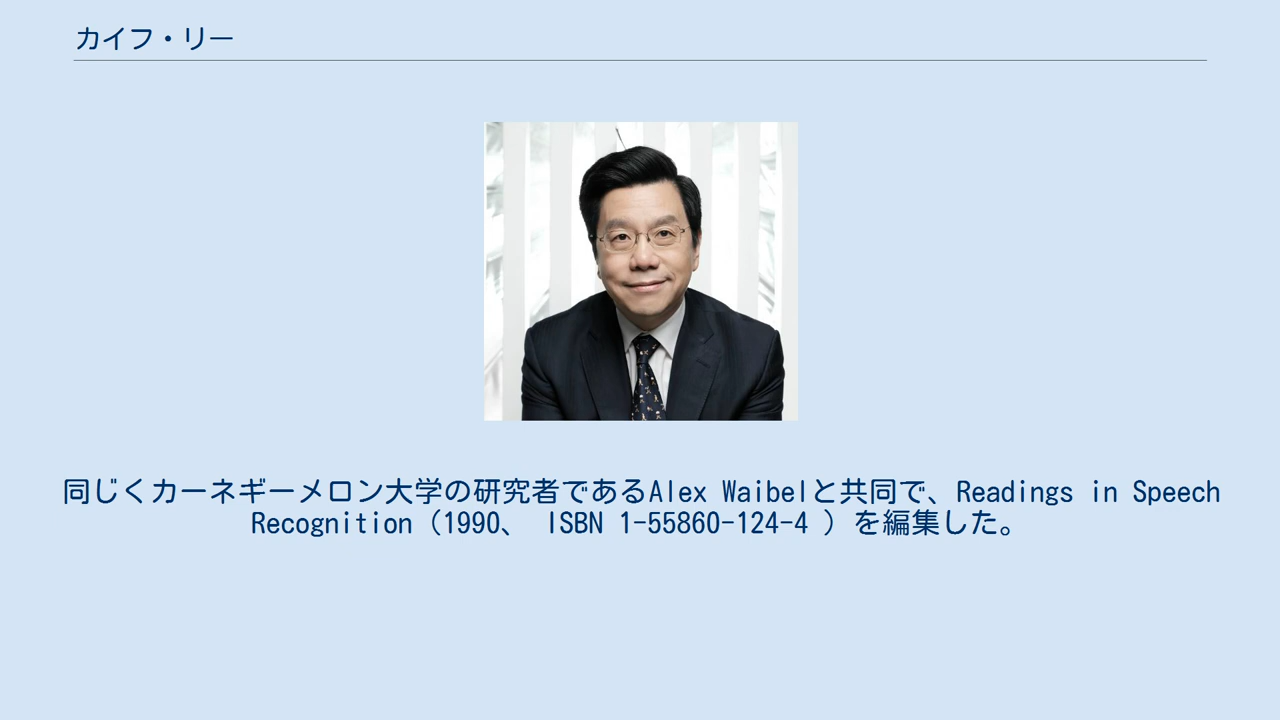 カイフ・リー
同じくカーネギーメロン大学の研究者であるAlex Waibelと共同で、Readings in Speech
Recognition（1990、 ISBN 1-55860-124-4 ）を編集した。